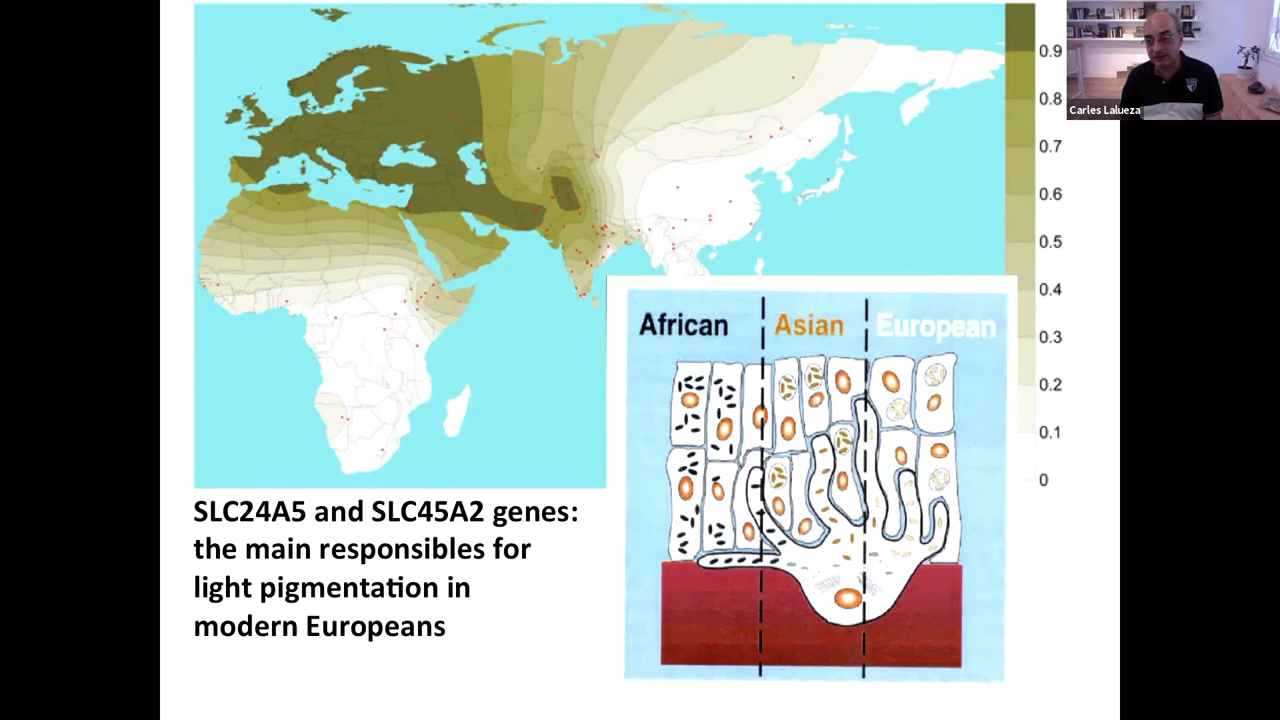 Carles Lalueza
0.9
0.8
0.7
0.6
0.5
0.4
0.3
0.2
0.1
0
African
Asian
European
SLC24A5 and SLC45A2 genes:
the main responsibles for
light pigmentation in
modern Europeans